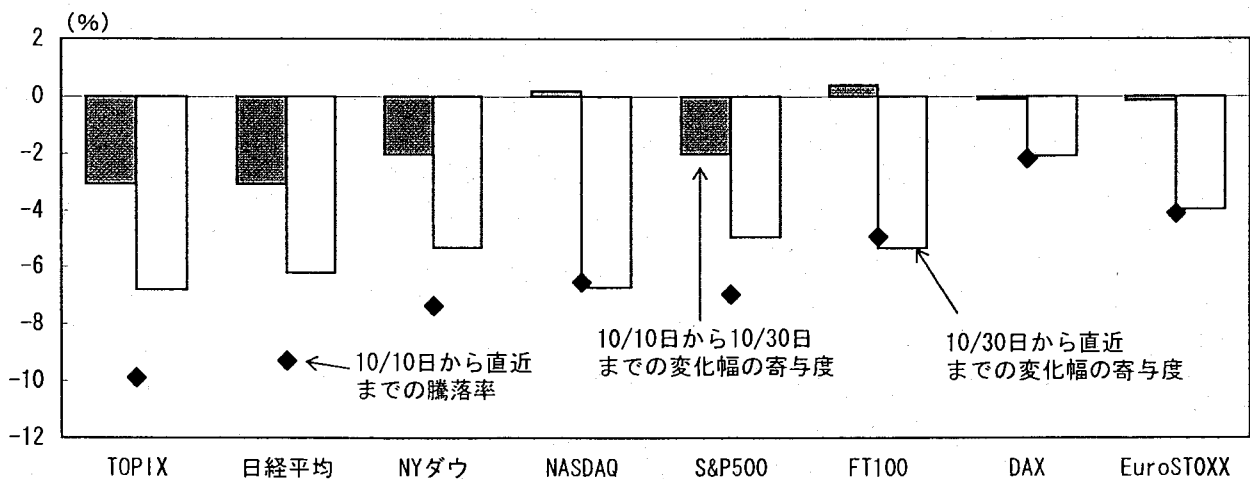 (%)
2
0
-2
-4
-6
-8
-10
-12
10/10日から直近
までの騰落率
10/10日から10/30日
までの変化幅の寄与度
10/30日から直近
までの変化幅の寄与度
TOPIX 日経平均 NYダウ NASDAQ S&P500 FT100 DAX EuroSTOXX